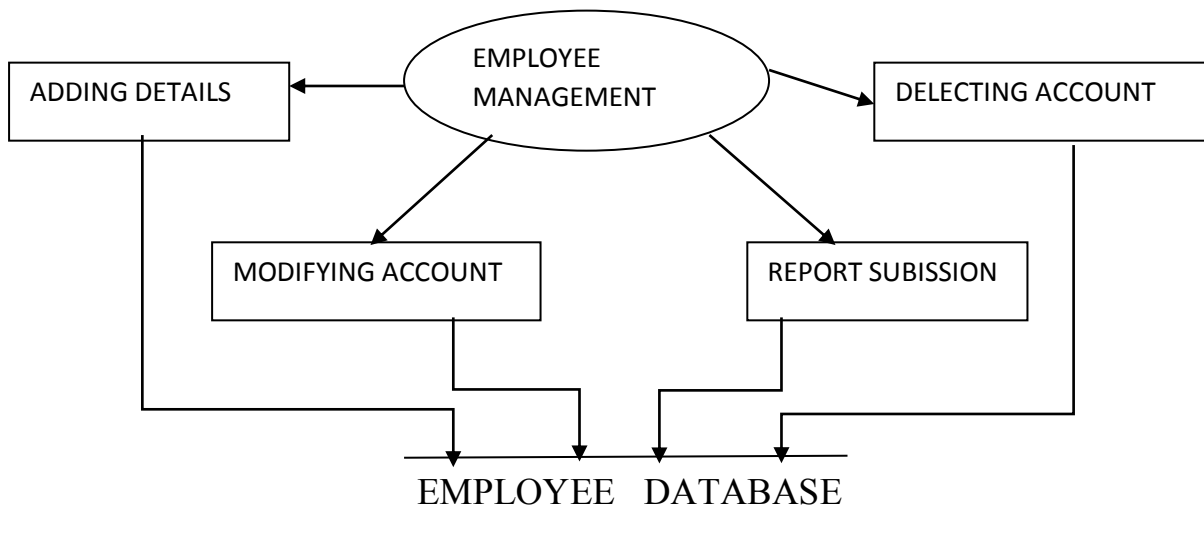 EMPLOYEE
MANAGEMENT
ADDING DETAILS
DELECTING ACCOUNT
MODIFYING ACCOUNT
REPORT SUBISSION
EMPLOYEE DATABASE